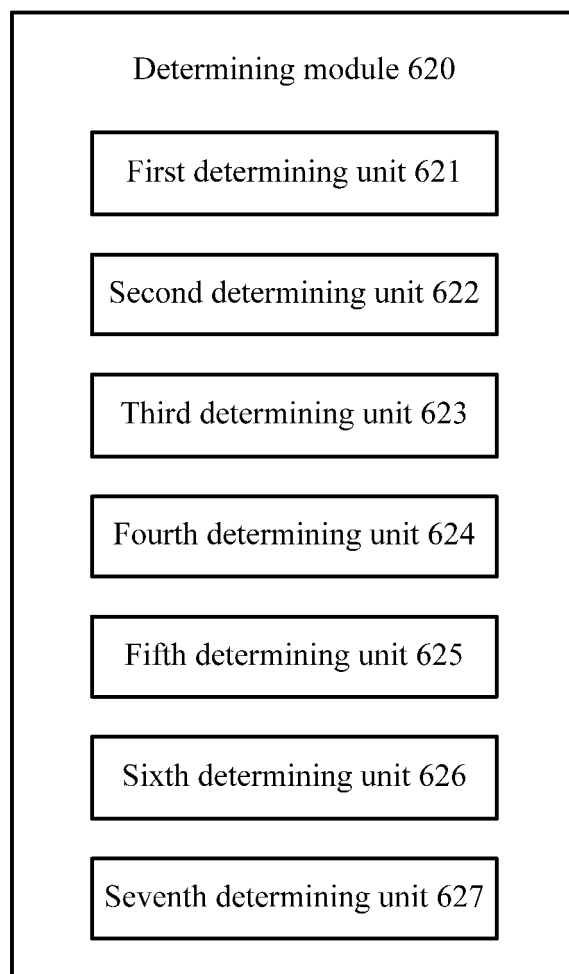 Determining module 620
First determining unit 621
Second determining unit 622
Third determining unit 623
Fourth determining unit 624
Fifth determining unit 625
Sixth determining unit 626
Seventh determining unit 627